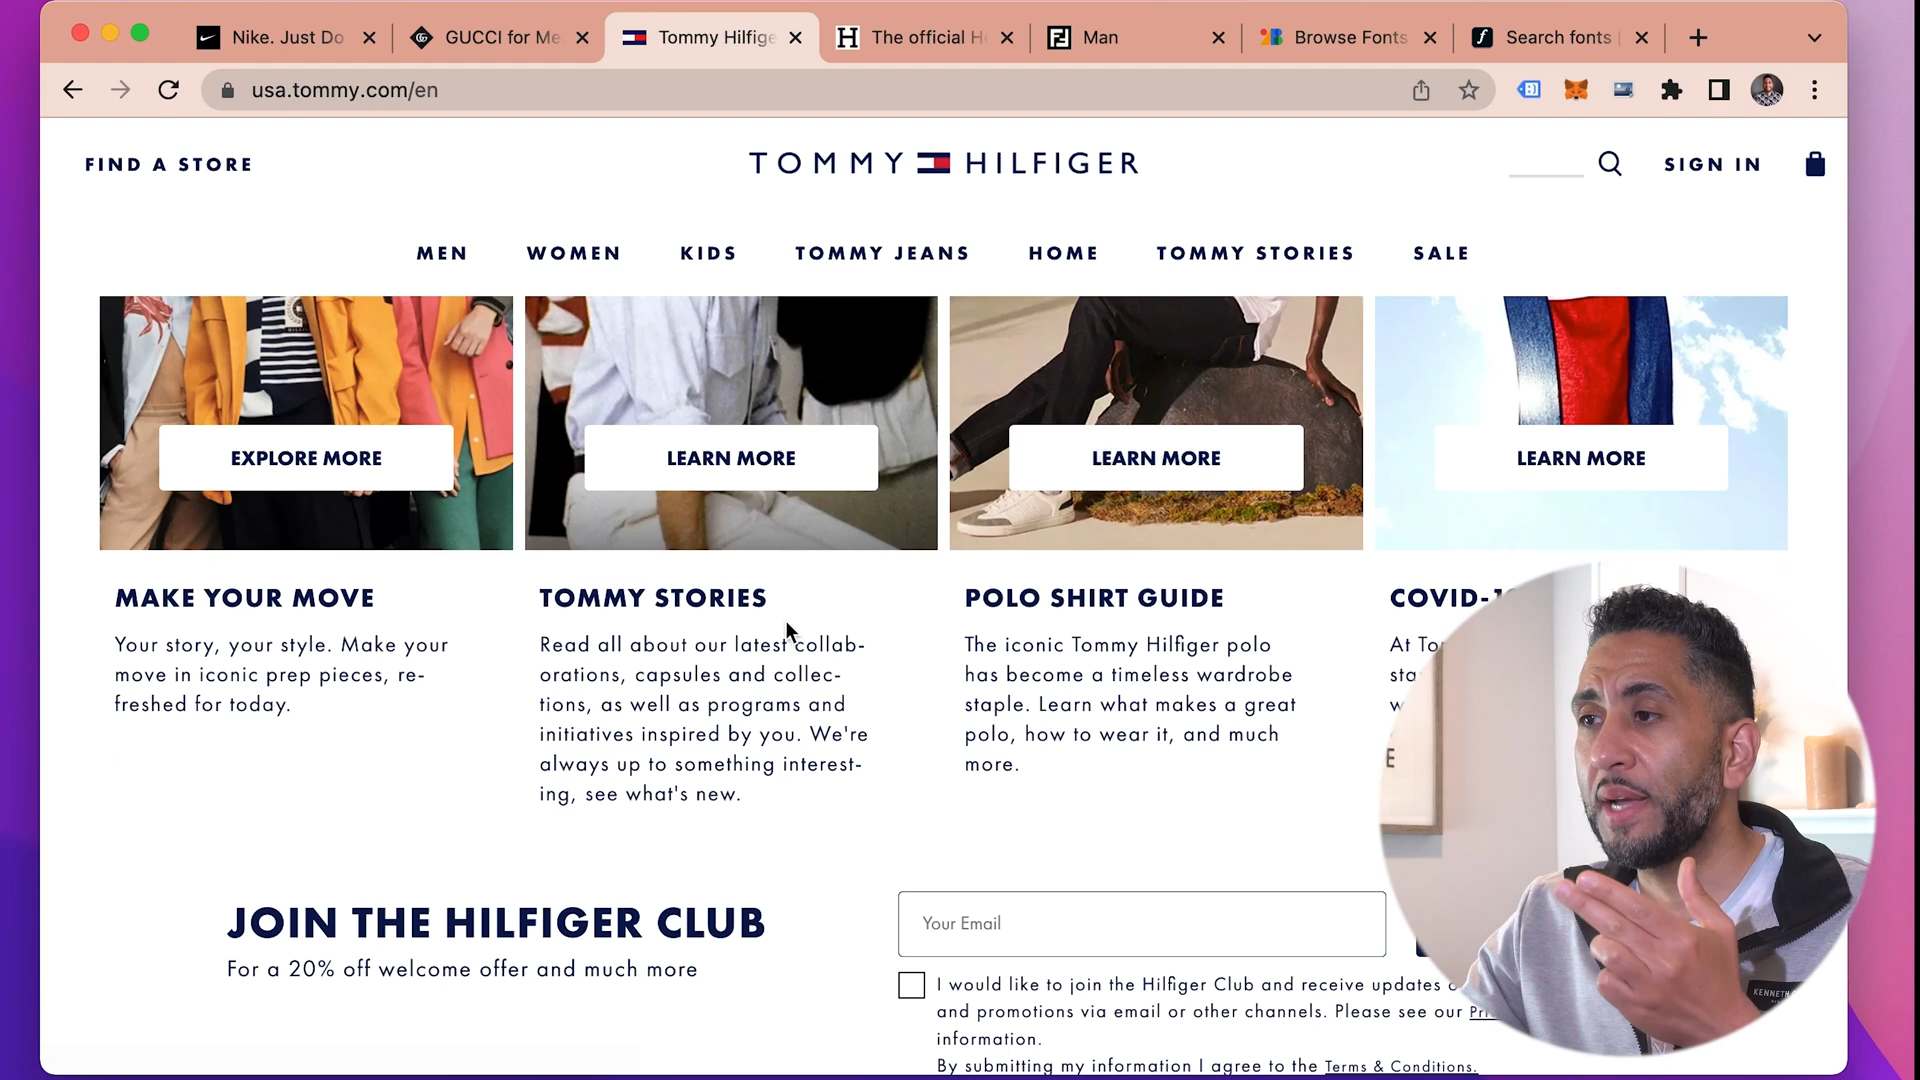 Nike. Just Do
GUCCI for Me
Tommy Hilfige
The official H
Man
Browse Fonts
Search fonts
usa.tommy.com/en
FIND A STORE
TOMMY HILFIGER
SIGN IN
MEN WOMEN KIDS TOMMY JEANS HOME TOMMY STORIES SALE
EXPLORE MORE
LEARN MORE
LEARN MORE
LEARN MORE
MAKE YOUR MOVE
Your story, your style. Make your
move in iconic prep pieces, re-
freshed for today.
TOMMY STORIES
Read all about our latest collab-
orations, capsules and collec-
tions, as well as programs and
initiatives inspired by you. We're
always up to something interest-
ing, see what's new.
POLO SHIRT GUIDE
The iconic Tommy Hilfiger polo
has become a timeless wardrobe
staple. Learn what makes a great
polo, how to wear it, and much
more.
COVID-1
At To
sta
w
E
JOIN THE HILFIGER CLUB
For a 20% off welcome offer and much more
Your Email
I would like to join the Hilfiger Club and receive updates
and promotions via email or other channels. Please see our Pri
information.
By submitting my information I agree to the Terms & Conditions.
KENNETH